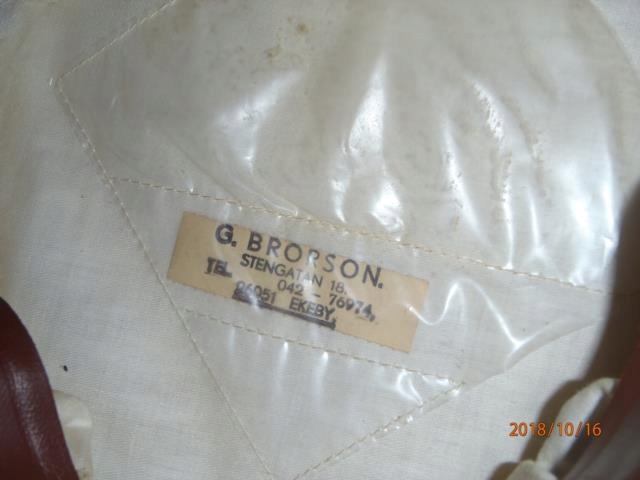 G. BRORSON.
STENGATAN 18.
TEL. 042 - 76974,
26051 EKEBY,
2018/10/16